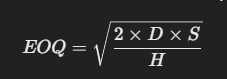 EOQ = √((2 × D × S) / H)